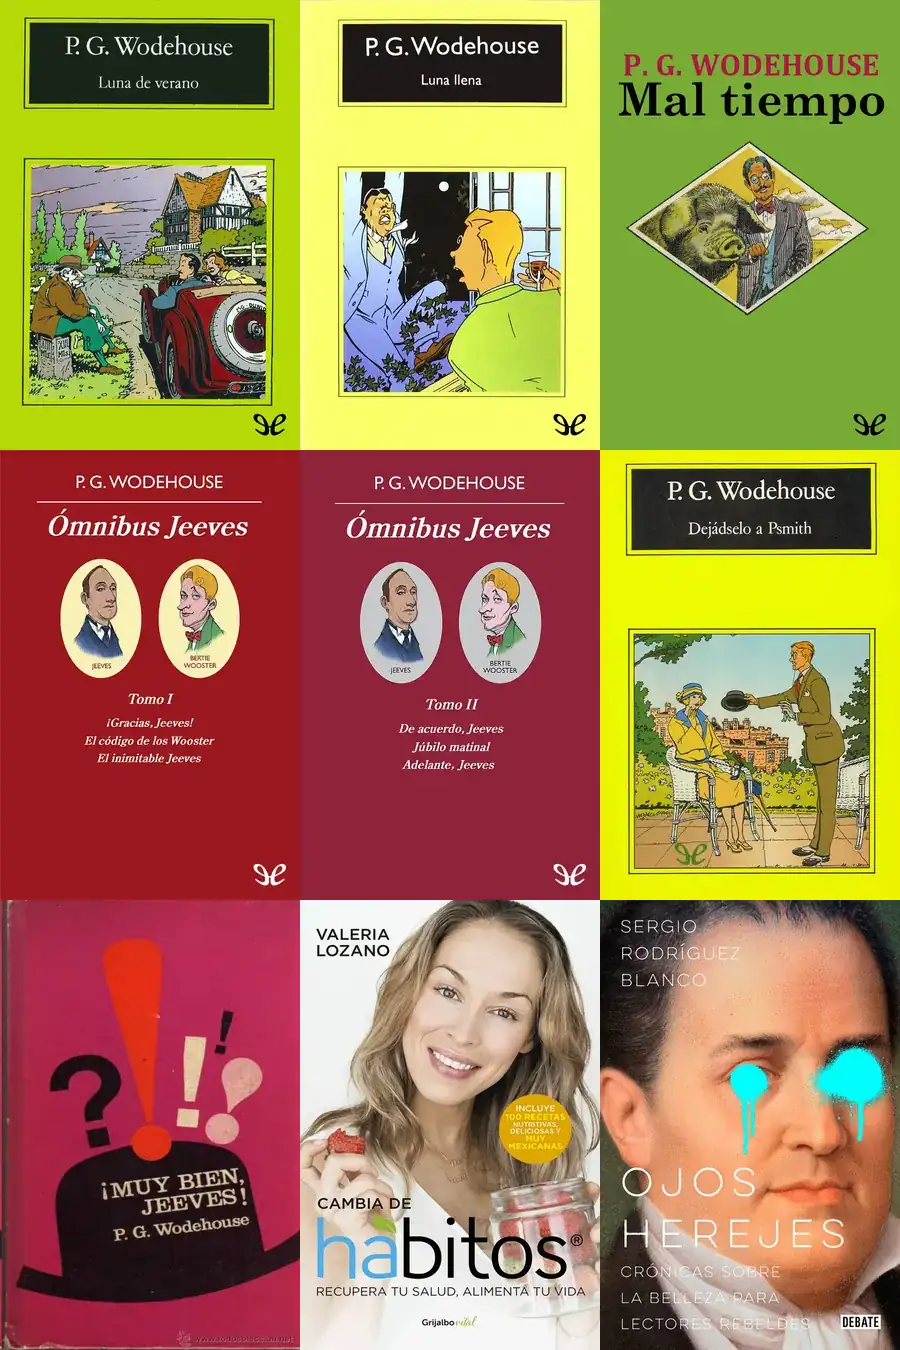 P. G. Wodehouse
Luna de verano
P. G. Wodehouse
Luna llena
P. G. WODEHOUSE
Mal tiempo
P. G. WODEHOUSE
Ómnibus Jeeves
JEEVES
BERTIE
WOOSTER
Tomo I
¡Gracias, Jeeves!
El código de los Wooster
El inimitable Jeeves
P. G. WODEHOUSE
Ómnibus Jeeves
JEEVES
BERTIE
WOOSTER
Tomo II
De acuerdo, Jeeves
Júbilo matinal
Adelante, Jeeves
P. G. Wodehouse
Dejádselo a Psmith
¡MUY BIEN,
JEEVES!
P. G. Wodehouse
www.todocoleccion.net
VALERIA
LOZANO
INCLUYE
100 RECETAS
NUTRITIVAS,
DELICIOSAS Y
MUY
MEXICANAS
CAMBIA DE
habitos®
RECUPERA TU SALUD, ALIMENTA TU VIDA
Grijalbo vital
SERGIO
RODRÍGUEZ
BLANCO
OJOS
HEREJES
CRÓNICAS SOBRE
LA BELLEZA PARA
LECTORES REBELDES
DEBATE